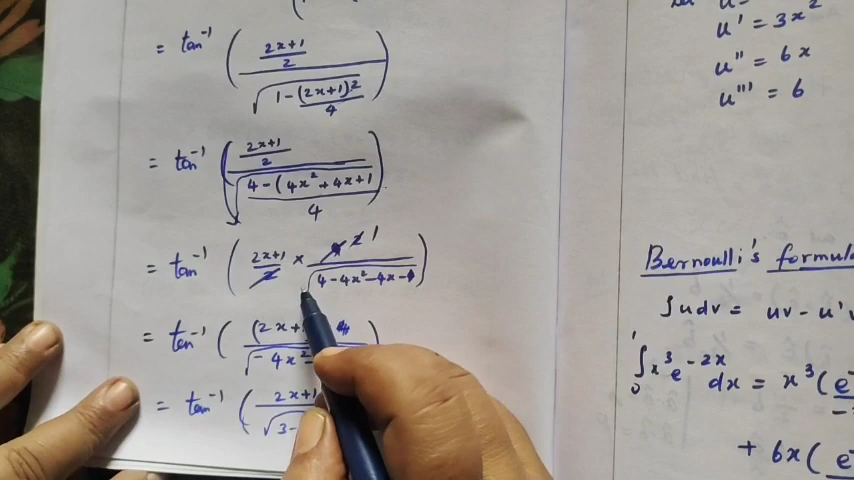 = tan⁻¹ ( (2x+1)/2 / √(1-(2x+1)²/4) )
= tan⁻¹ ( (2x+1)/2 / √((4-(4x²+4x+1)/4) )
= tan⁻¹ ( (2x+1)/2 × 2 1/√(4-4x²-4x-1) )
= tan⁻¹ ( (2x+ / √(-4x²
= tan⁻¹ ( 2x+1 / √(3-
u' = 3x²
u'' = 6x
u''' = 6
Bernoulli's formula
∫udv = uv - u'v
∫₀¹ x³e⁻²ˣ dx = x³(e⁻ / -
+ 6x(e⁻